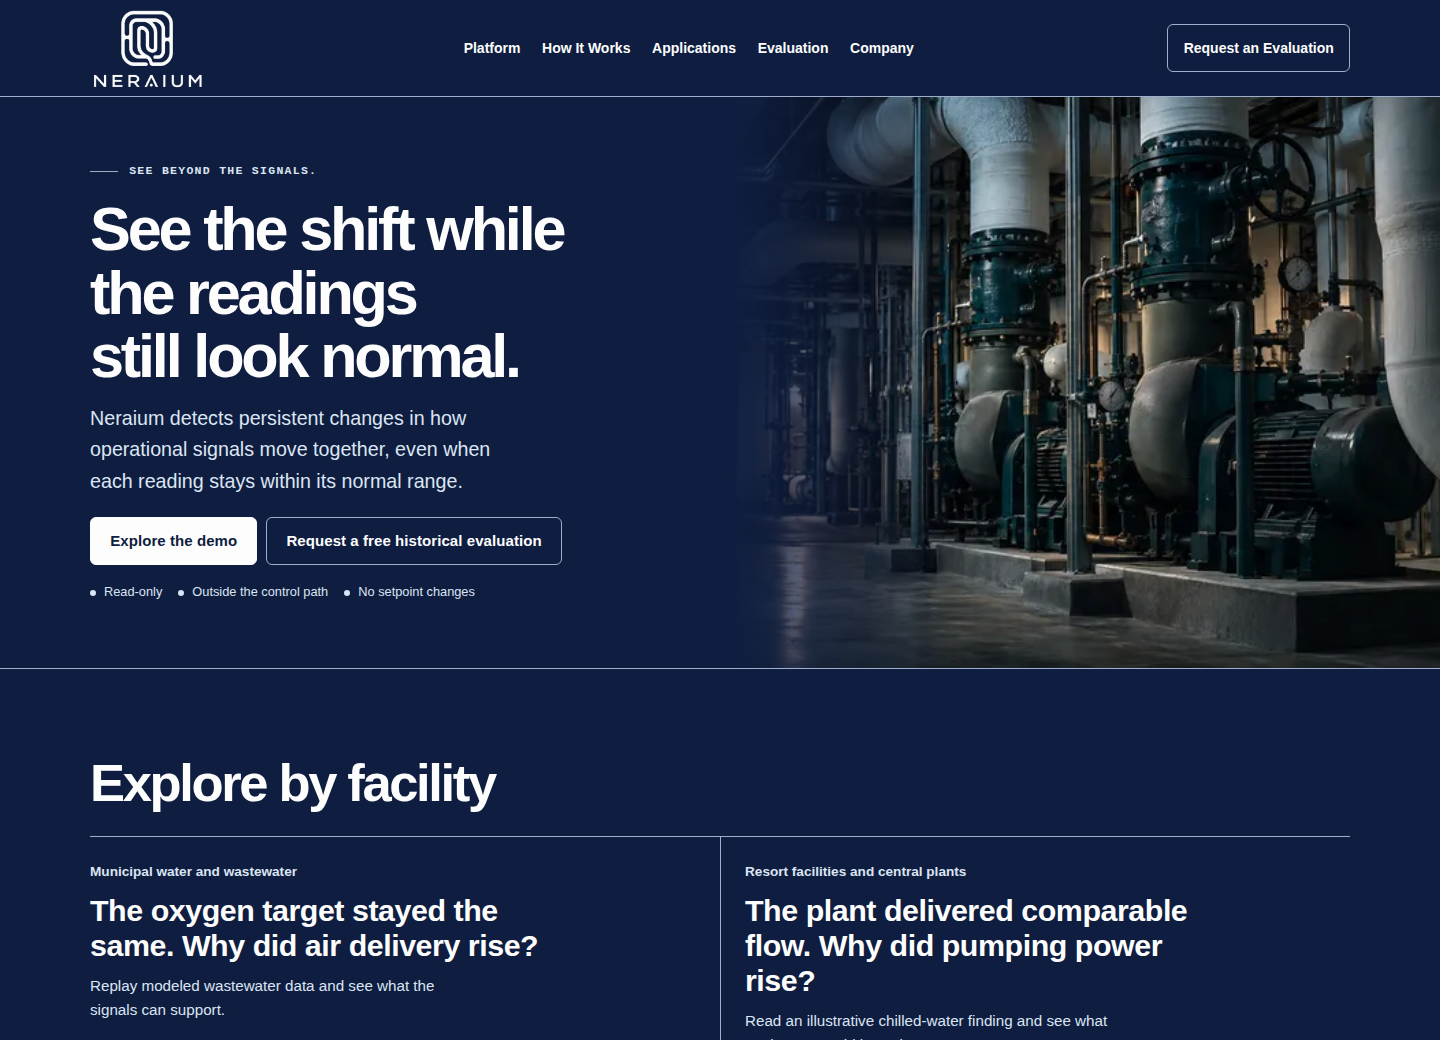 NERAIUM
Platform How It Works Applications Evaluation Company
Request an Evaluation
SEE BEYOND THE SIGNALS.
See the shift while
the readings
still look normal.
Neraium detects persistent changes in how
operational signals move together, even when
each reading stays within its normal range.
Explore the demo
Request a free historical evaluation
Read-only
Outside the control path
No setpoint changes
Explore by facility
Municipal water and wastewater
The oxygen target stayed the
same. Why did air delivery rise?
Replay modeled wastewater data and see what the
signals can support.
Resort facilities and central plants
The plant delivered comparable
flow. Why did pumping power
rise?
Read an illustrative chilled-water finding and see what